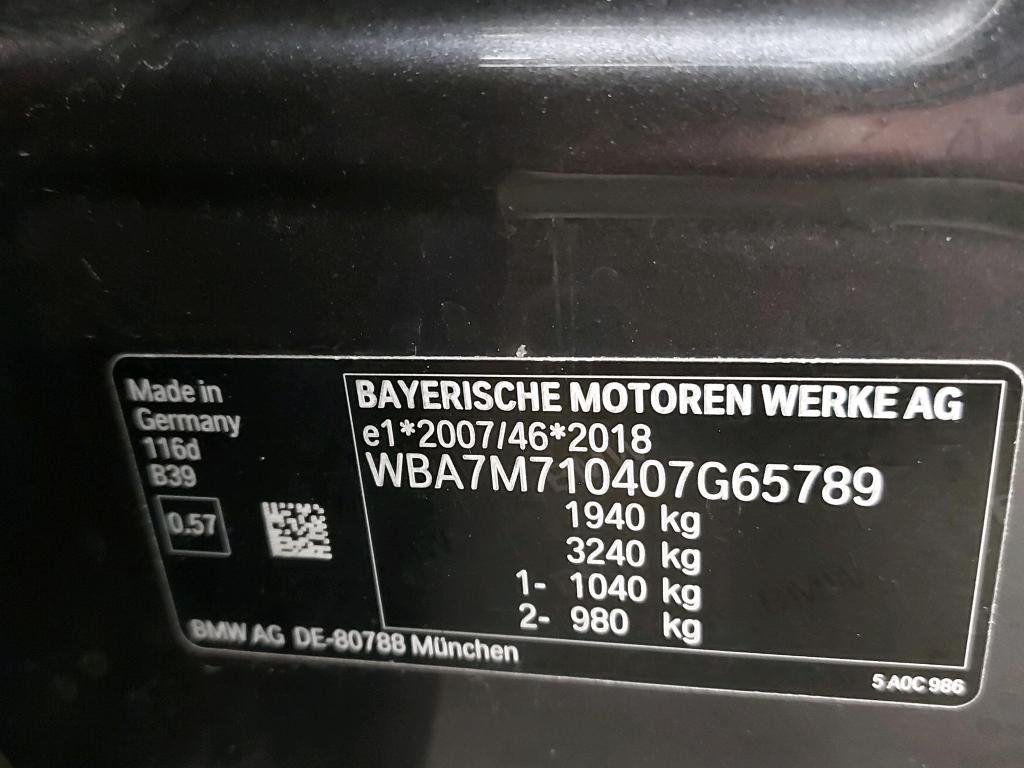 Made in
Germany
116d
B39
0.57
BAYERISCHE MOTOREN WERKE AG
e1*2007/46*2018
WBA7M710407G65789
1940 kg
3240 kg
1- 1040 kg
2- 980 kg
BMW AG DE-80788 München
5 A0C 986